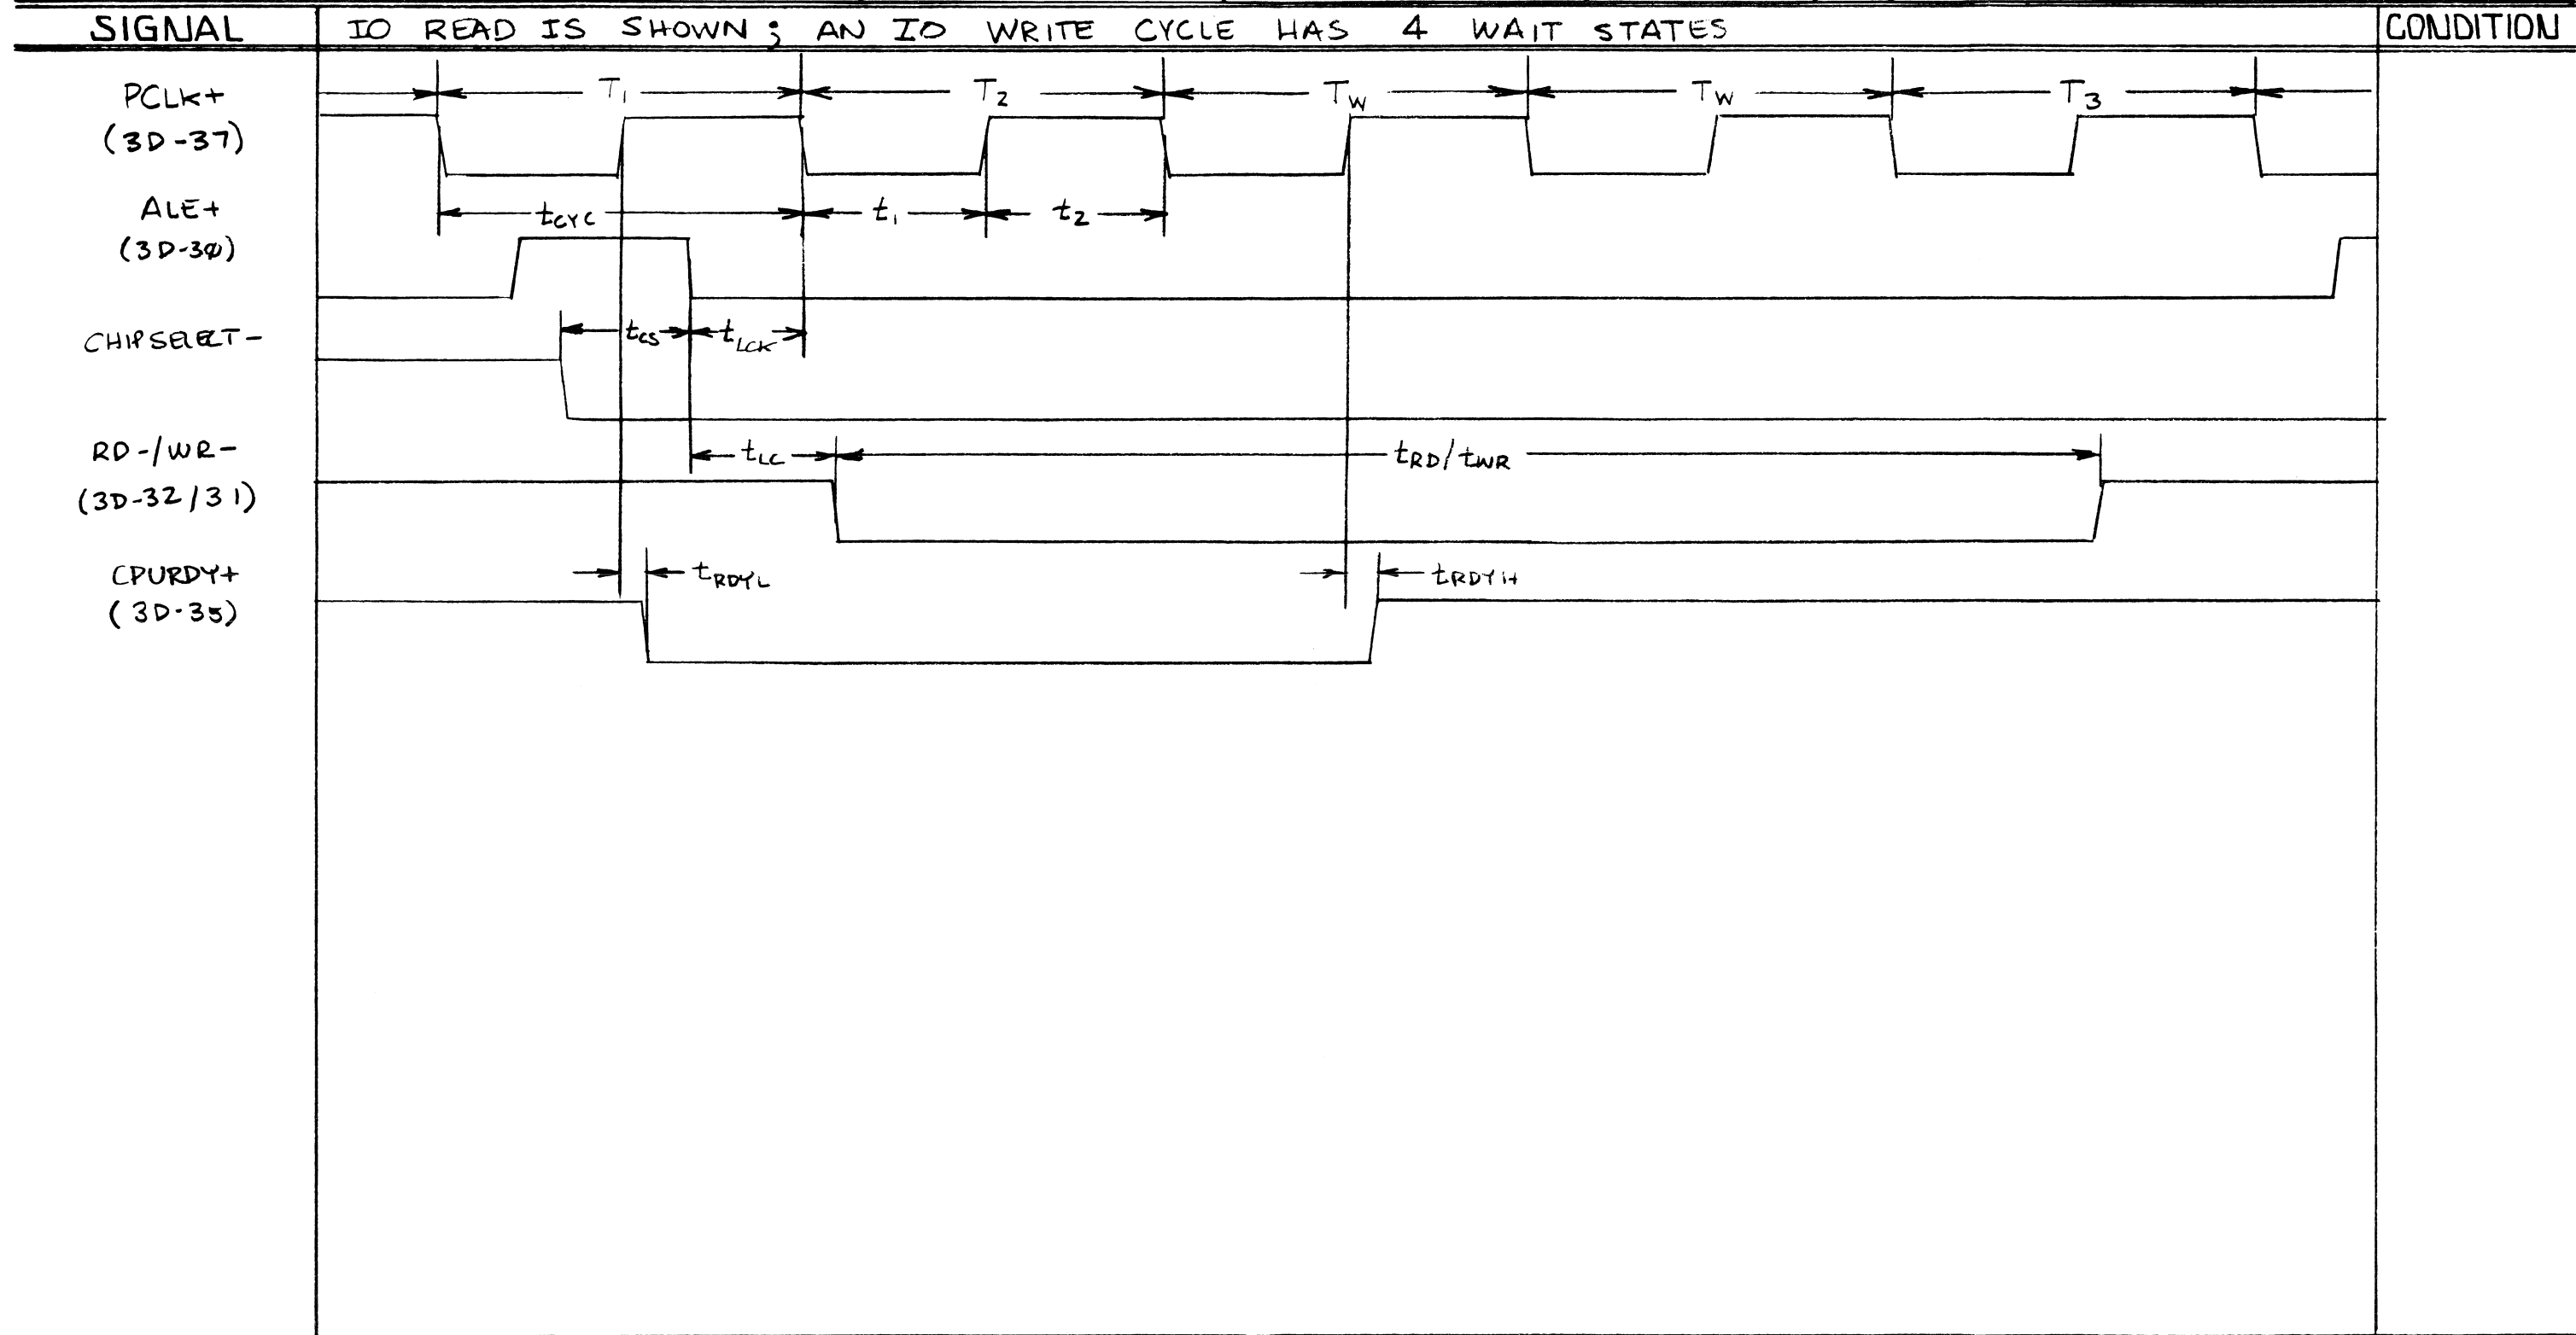 SIGNAL IO READ IS SHOWN; AN IO WRITE CYCLE HAS 4 WAIT STATES CONDITION
PCLK+ T₁ T₂ TW TW T₃
(3D-37)
ALE+ tCYC t₁ t₂
(3D-30)
CHIPSELECT- tCS tLCK
RD-/WR- tLC tRD/tWR
(3D-32/31)
CPURDY+ tRDYL tRDYH
(3D-35)